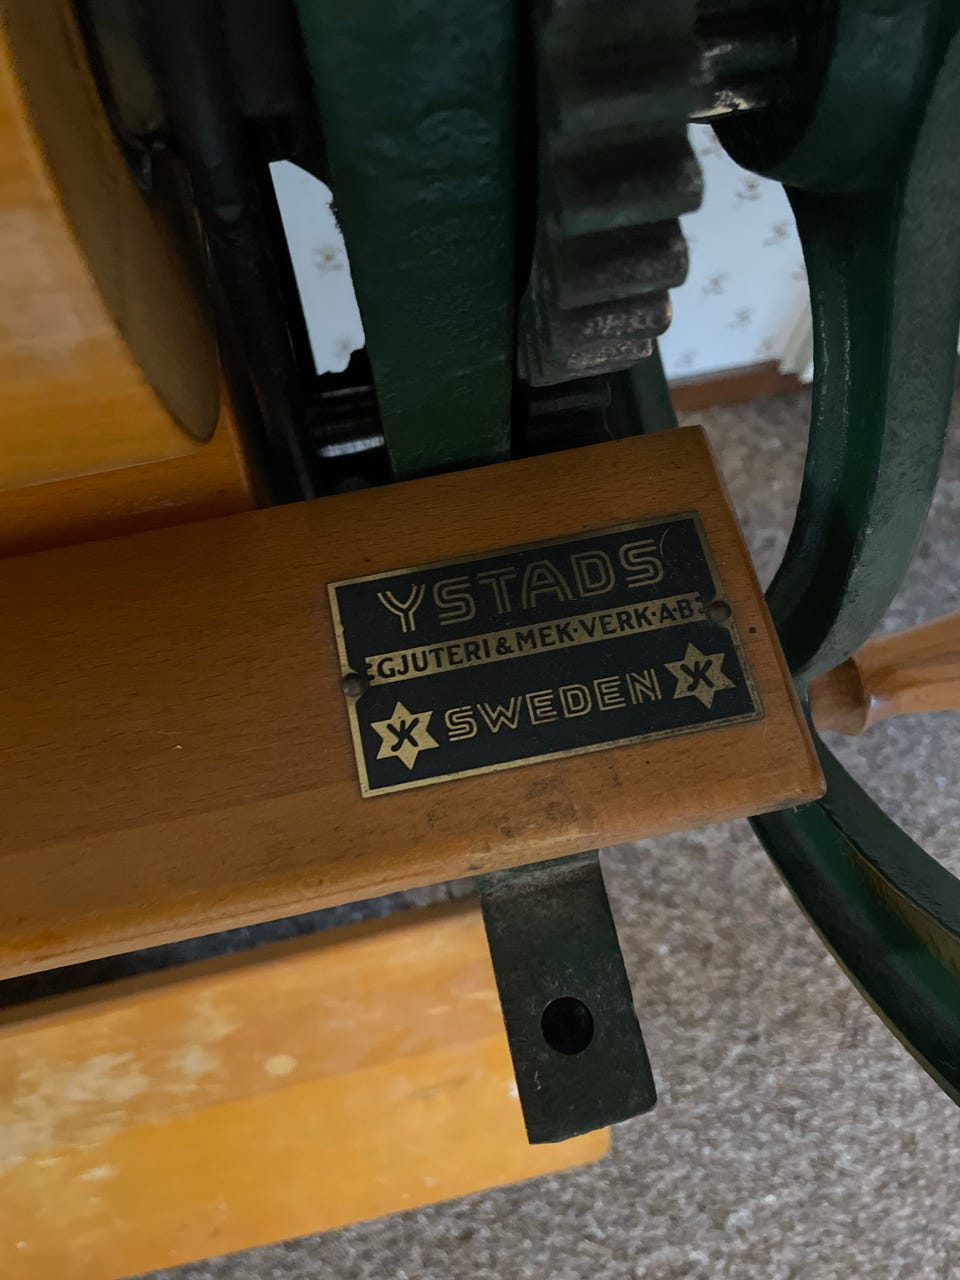 YSTADS
GJUTERI & MEK·VERK·A·B
SWEDEN